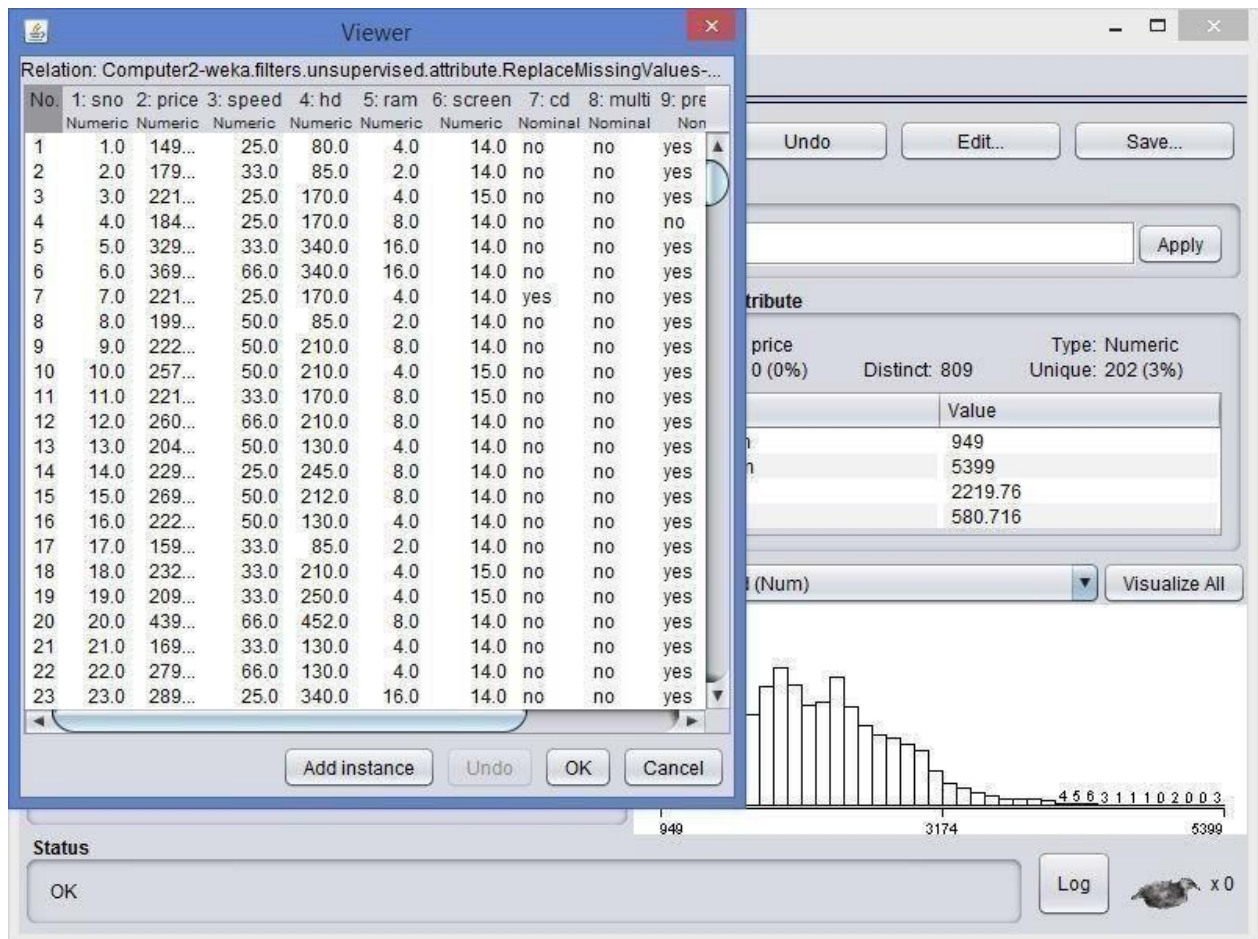 Viewer
Relation: Computer2-weka.filters.unsupervised.attribute.ReplaceMissingValues-...
No. 1: sno 2: price 3: speed 4: hd 5: ram 6: screen 7: cd 8: multi 9: pre
Numeric Numeric Numeric Numeric Numeric Numeric Nominal Nominal Non
1 1.0 149... 25.0 80.0 4.0 14.0 no no yes
2 2.0 179... 33.0 85.0 2.0 14.0 no no yes
3 3.0 221... 25.0 170.0 4.0 15.0 no no yes
4 4.0 184... 25.0 170.0 8.0 14.0 no no no
5 5.0 329... 33.0 340.0 16.0 14.0 no no yes
6 6.0 369... 66.0 340.0 16.0 14.0 no no yes
7 7.0 221... 25.0 170.0 4.0 14.0 yes no yes
8 8.0 199... 50.0 85.0 2.0 14.0 no no yes
9 9.0 222... 50.0 210.0 8.0 14.0 no no yes
10 10.0 257... 50.0 210.0 4.0 15.0 no no yes
11 11.0 221... 33.0 170.0 8.0 15.0 no no yes
12 12.0 260... 66.0 210.0 8.0 14.0 no no yes
13 13.0 204... 50.0 130.0 4.0 14.0 no no yes
14 14.0 229... 25.0 245.0 8.0 14.0 no no yes
15 15.0 269... 50.0 212.0 8.0 14.0 no no yes
16 16.0 222... 50.0 130.0 4.0 14.0 no no yes
17 17.0 159... 33.0 85.0 2.0 14.0 no no yes
18 18.0 232... 33.0 210.0 4.0 15.0 no no yes
19 19.0 209... 33.0 250.0 4.0 15.0 no no yes
20 20.0 439... 66.0 452.0 8.0 14.0 no no yes
21 21.0 169... 33.0 130.0 4.0 14.0 no no yes
22 22.0 279... 66.0 130.0 4.0 14.0 no no yes
23 23.0 289... 25.0 340.0 16.0 14.0 no no yes
Add instance Undo OK Cancel
Undo Edit... Save...
Apply
tribute
price Type: Numeric
0 (0%) Distinct: 809 Unique: 202 (3%)
Value
949
5399
2219.76
580.716
(Num) Visualize All
4 5 6 3 1 1 1 0 2 0 0 3
949 3174 5399
Status
OK
Log x 0